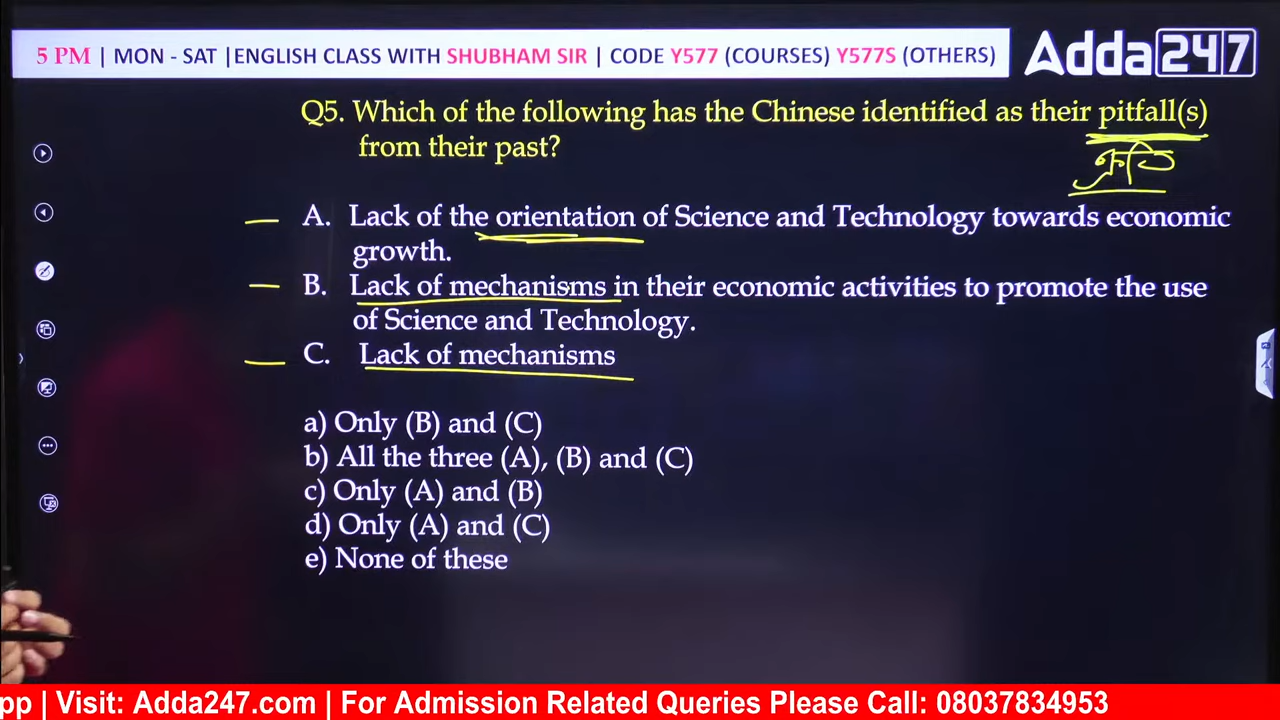 5 PM | MON - SAT |ENGLISH CLASS WITH SHUBHAM SIR | CODE Y577 (COURSES) Y577S (OTHERS)
Adda247
Q5. Which of the following has the Chinese identified as their pitfall(s)
from their past?
A. Lack of the orientation of Science and Technology towards economic
growth.
B. Lack of mechanisms in their economic activities to promote the use
of Science and Technology.
C. Lack of mechanisms
a) Only (B) and (C)
b) All the three (A), (B) and (C)
c) Only (A) and (B)
d) Only (A) and (C)
e) None of these
pp | Visit: Adda247.com | For Admission Related Queries Please Call: 08037834953